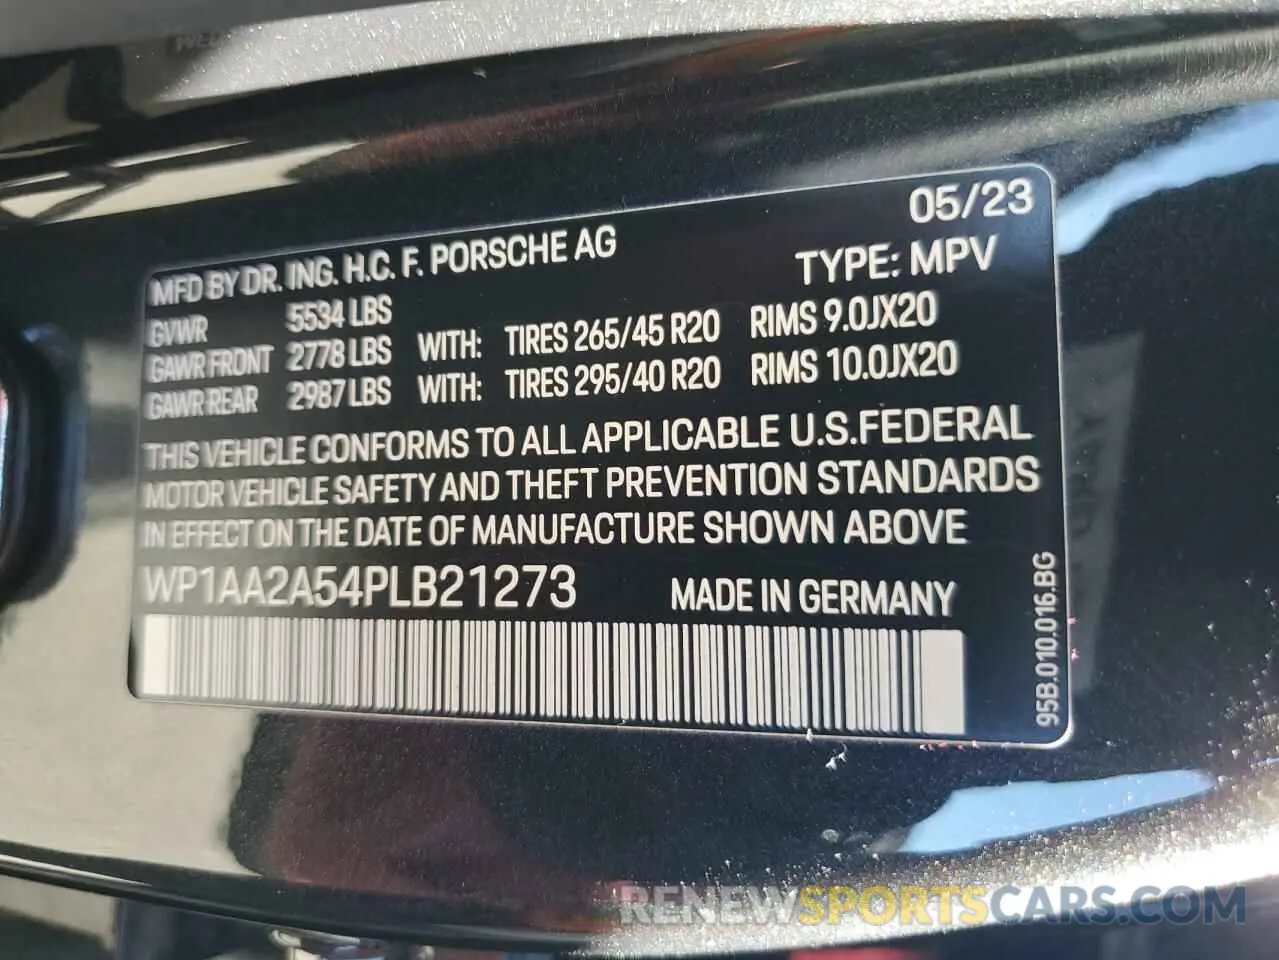 05/23
MFD BY DR. ING. H.C. F. PORSCHE AG
TYPE: MPV
GVWR 5534 LBS
GAWR FRONT 2778 LBS WITH: TIRES 265/45 R20 RIMS 9.0JX20
GAWR REAR 2987 LBS WITH: TIRES 295/40 R20 RIMS 10.0JX20
THIS VEHICLE CONFORMS TO ALL APPLICABLE U.S.FEDERAL
MOTOR VEHICLE SAFETY AND THEFT PREVENTION STANDARDS
IN EFFECT ON THE DATE OF MANUFACTURE SHOWN ABOVE
WP1AA2A54PLB21273 MADE IN GERMANY
95B.010.016.BG
RENEWSPORTSCARS.COM